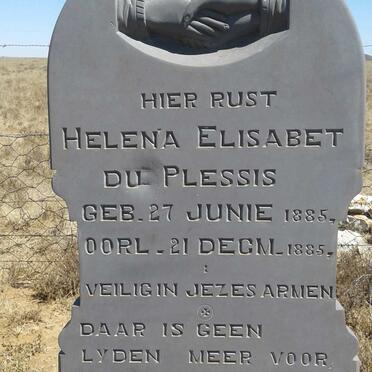 HIER RUST
HELENA ELISABET
DU PLESSIS
GEB. 27 JUNIE 1885.
OORL. 21 DECM. 1885.
VEILIG IN JEZES ARMEN
DAAR IS GEEN
LYDEN MEER VOOR